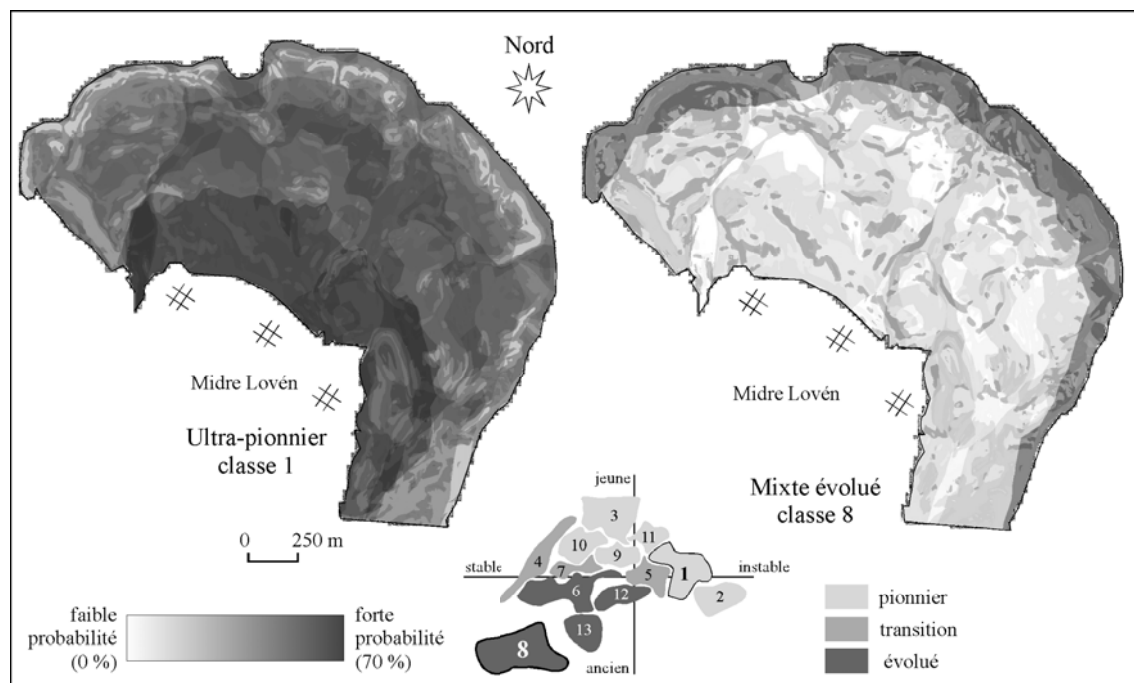 Nord
Midre Lovén
Ultra-pionnier
classe 1
0 250 m
faible
probabilité
(0 %)
forte
probabilité
(70 %)
Midre Lovén
Mixte évolué
classe 8
jeune
stable
instable
ancien
3
11
10
9
4
7
5
1
6
12
2
13
8
pionnier
transition
évolué